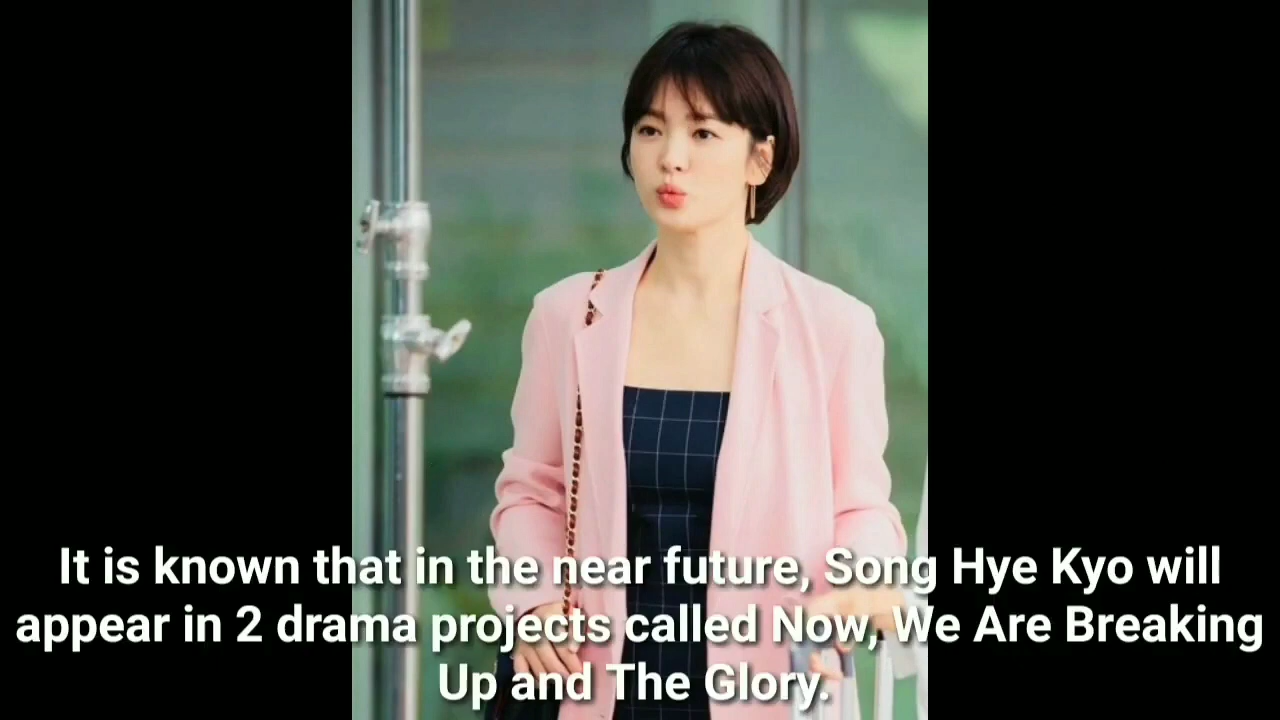 It is known that in the near future, Song Hye Kyo will
appear in 2 drama projects called Now, We Are Breaking
Up and The Glory.